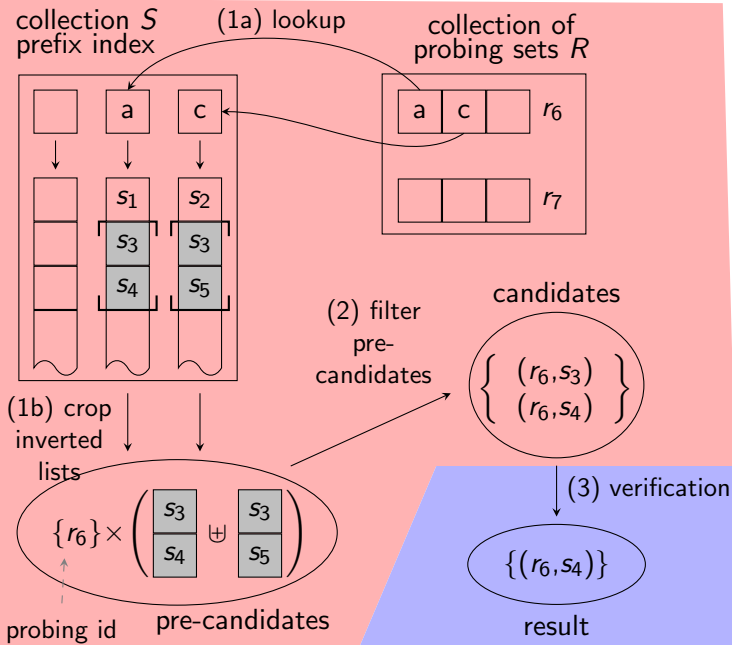 collection S
prefix index
(1a) lookup
collection of
probing sets R
a
c
a
c
r6
r7
s1
s2
s3
s3
s4
s5
(1b) crop
inverted
lists
(2) filter
pre-
candidates
candidates
{ (r6,s3) }
(r6,s4)
{r6} × ( s3 ⊎ s3 )
s4 s5
(3) verification
{(r6,s4)}
probing id
pre-candidates
result